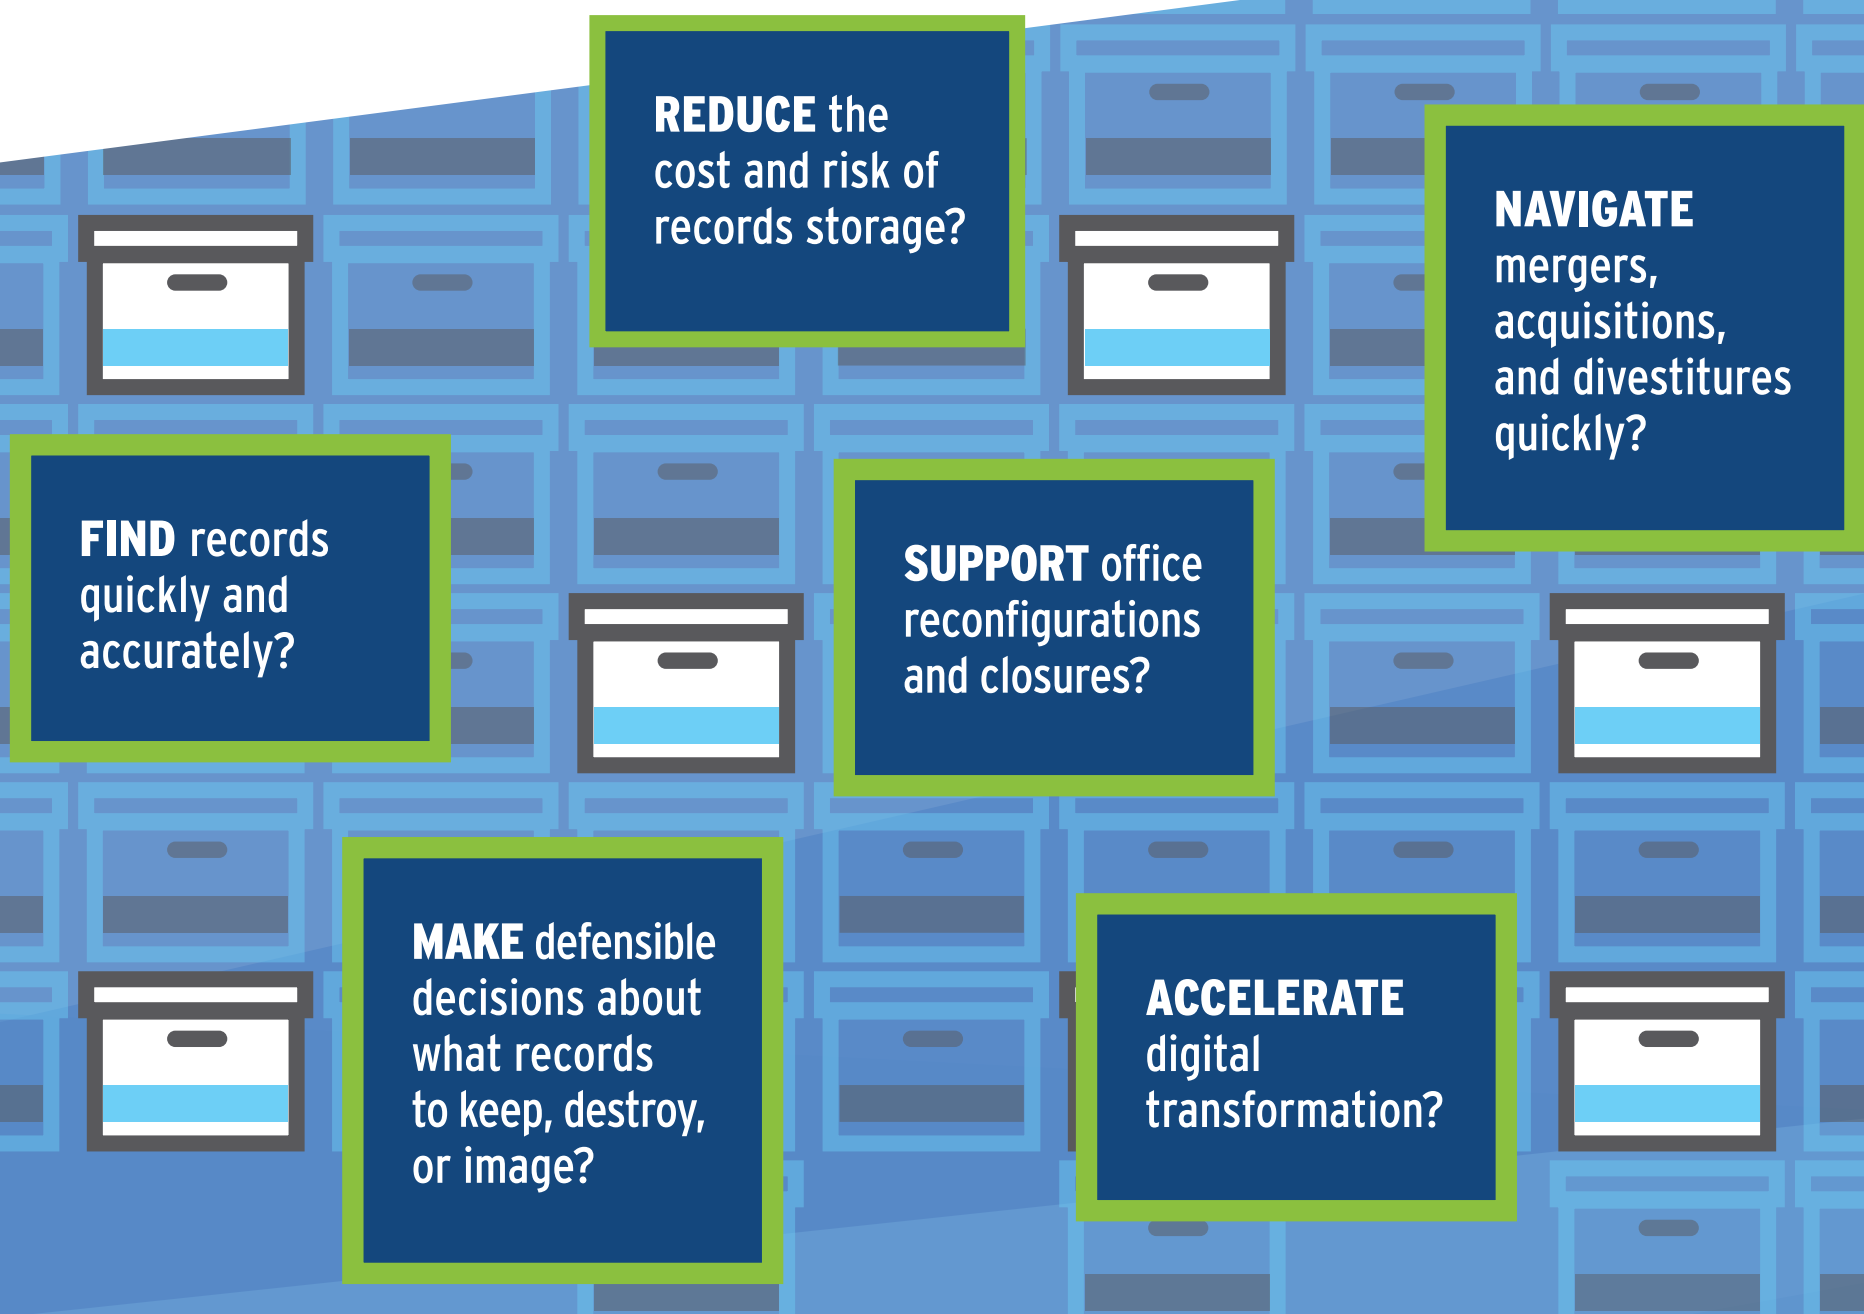 REDUCE the
cost and risk of
records storage?
NAVIGATE
mergers,
acquisitions,
and divestitures
quickly?
FIND records
quickly and
accurately?
SUPPORT office
reconfigurations
and closures?
MAKE defensible
decisions about
what records
to keep, destroy,
or image?
ACCELERATE
digital
transformation?